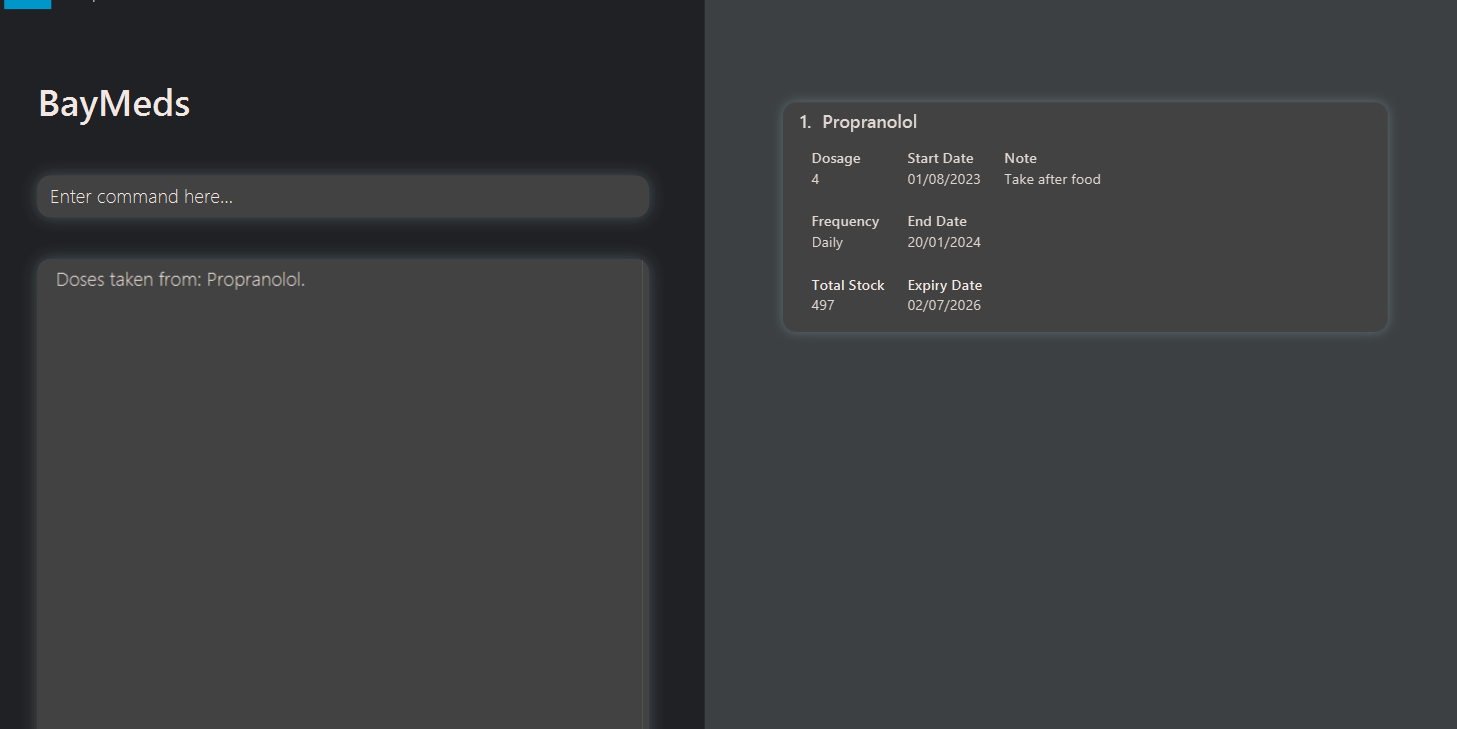 BayMeds
Enter command here...
Doses taken from: Propranolol.
1. Propranolol
Dosage Start Date Note
4 01/08/2023 Take after food
Frequency End Date
Daily 20/01/2024
Total Stock Expiry Date
497 02/07/2026